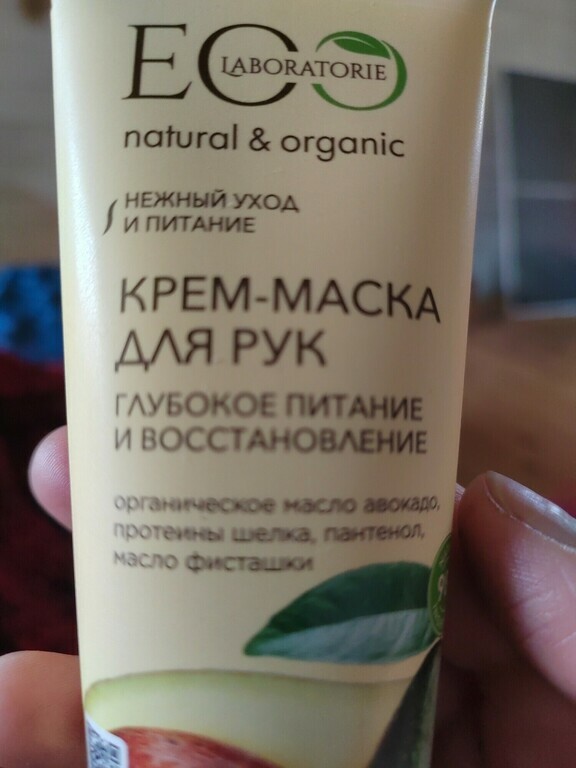 ECO LABORATORIE
natural & organic
НЕЖНЫЙ УХОД
И ПИТАНИЕ
КРЕМ-МАСКА
ДЛЯ РУК
ГЛУБОКОЕ ПИТАНИЕ
И ВОССТАНОВЛЕНИЕ
органическое масло авокадо,
протеины шелка, пантенол,
масло фисташки